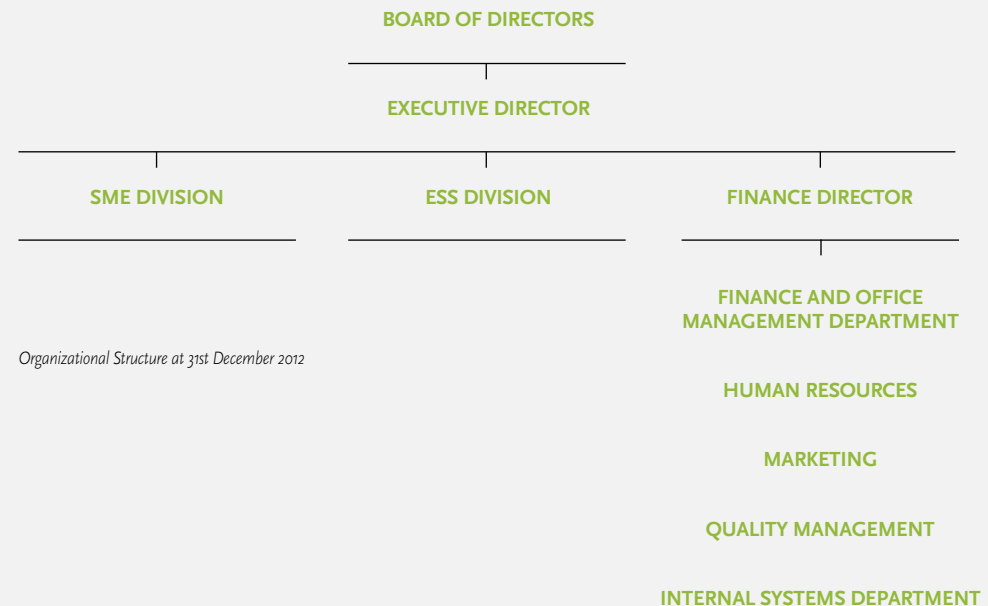 BOARD OF DIRECTORS
EXECUTIVE DIRECTOR
SME DIVISION
ESS DIVISION
FINANCE DIRECTOR
FINANCE AND OFFICE
MANAGEMENT DEPARTMENT
Organizational Structure at 31st December 2012
HUMAN RESOURCES
MARKETING
QUALITY MANAGEMENT
INTERNAL SYSTEMS DEPARTMENT